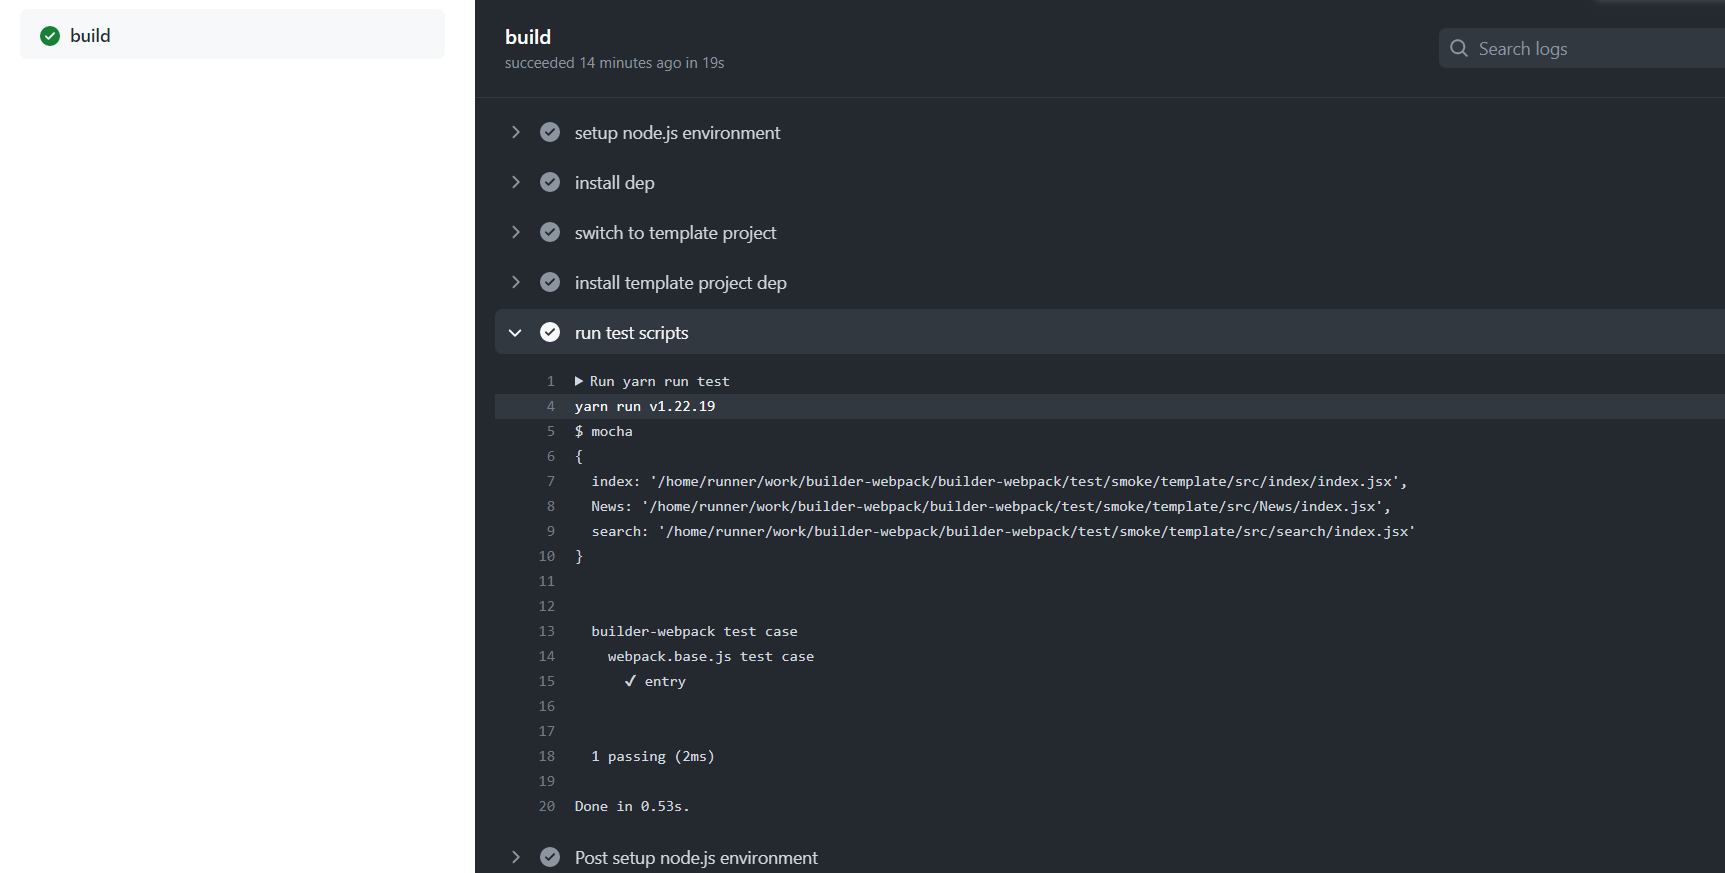 build
build
succeeded 14 minutes ago in 19s
Search logs
setup node.js environment
install dep
switch to template project
install template project dep
run test scripts
1 Run yarn run test
4 yarn run v1.22.19
5 $ mocha
6 {
7 index: '/home/runner/work/builder-webpack/builder-webpack/test/smoke/template/src/index/index.jsx',
8 News: '/home/runner/work/builder-webpack/builder-webpack/test/smoke/template/src/News/index.jsx',
9 search: '/home/runner/work/builder-webpack/builder-webpack/test/smoke/template/src/search/index.jsx'
10 }
11
12
13 builder-webpack test case
14 webpack.base.js test case
15 ✓ entry
16
17
18 1 passing (2ms)
19
20 Done in 0.53s.
Post setup node.js environment